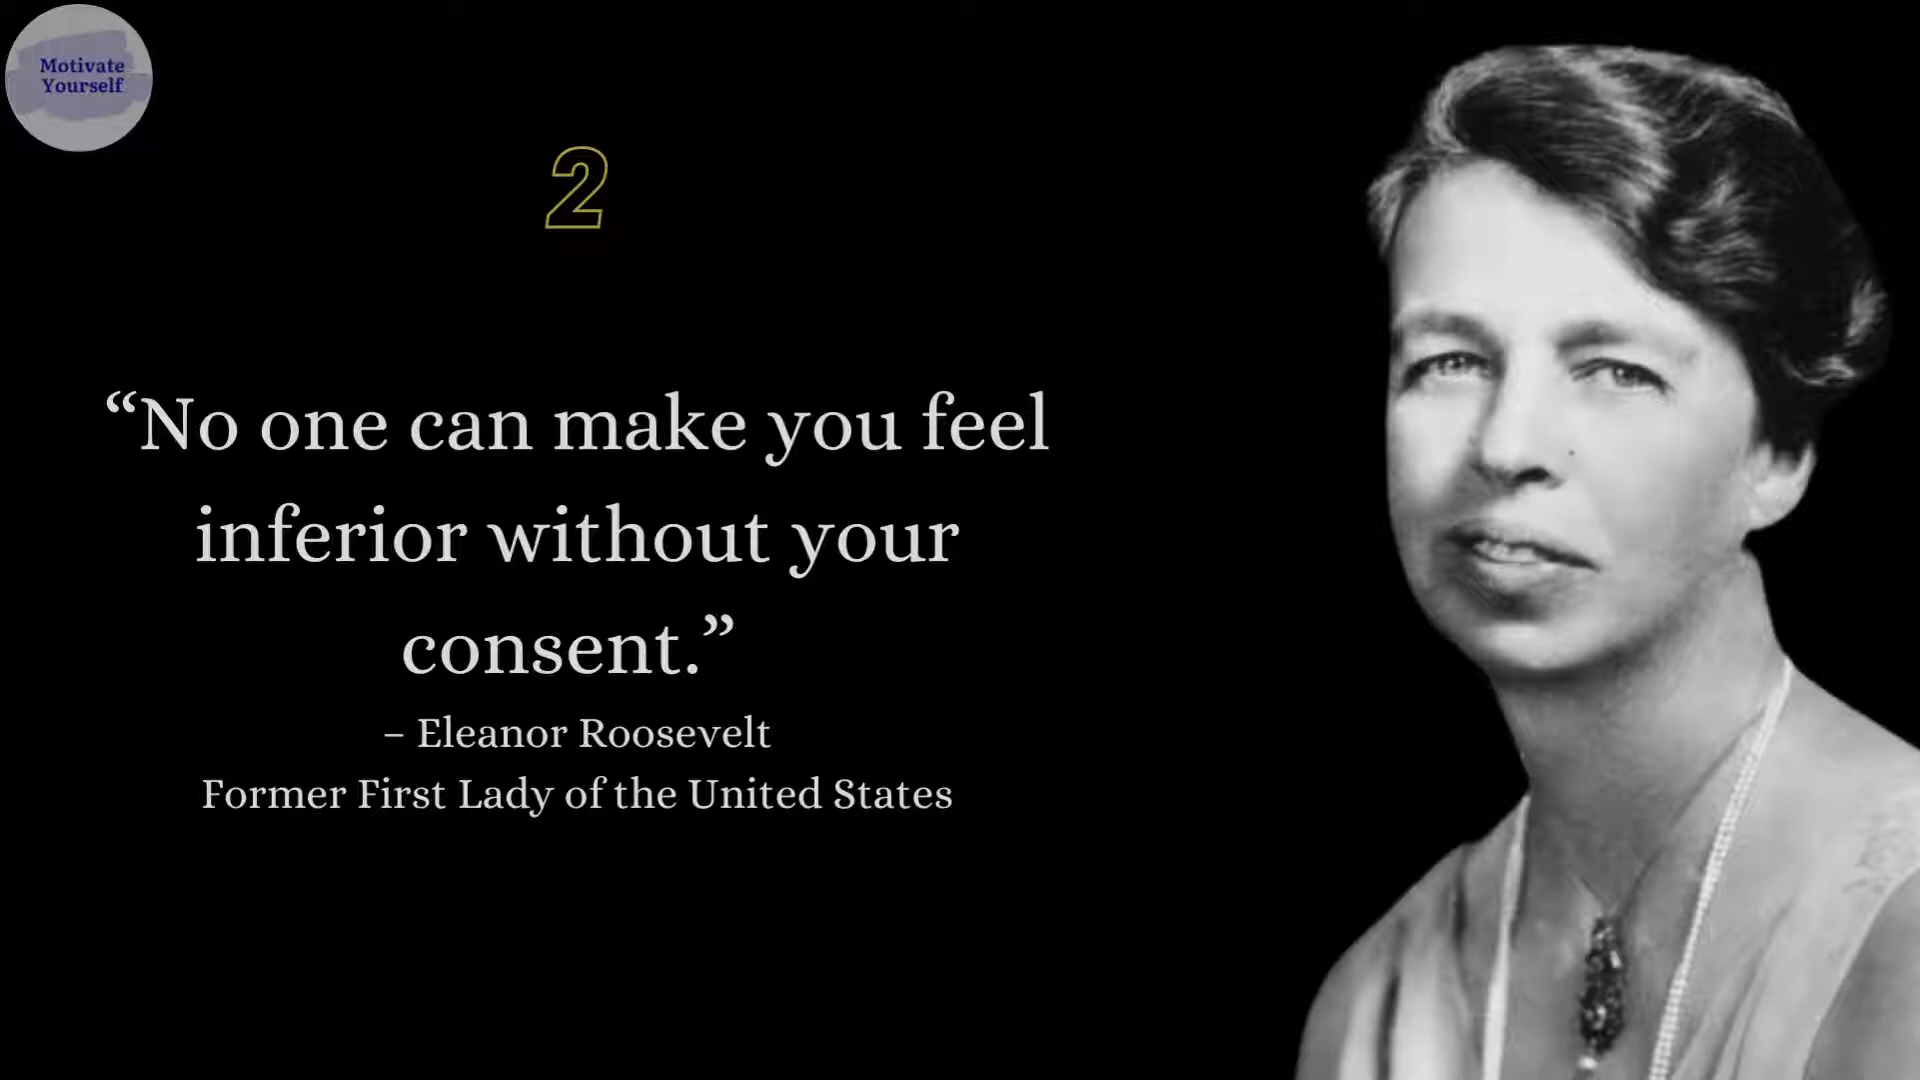 Motivate
Yourself
2
“No one can make you feel
inferior without your
consent.”
– Eleanor Roosevelt
Former First Lady of the United States